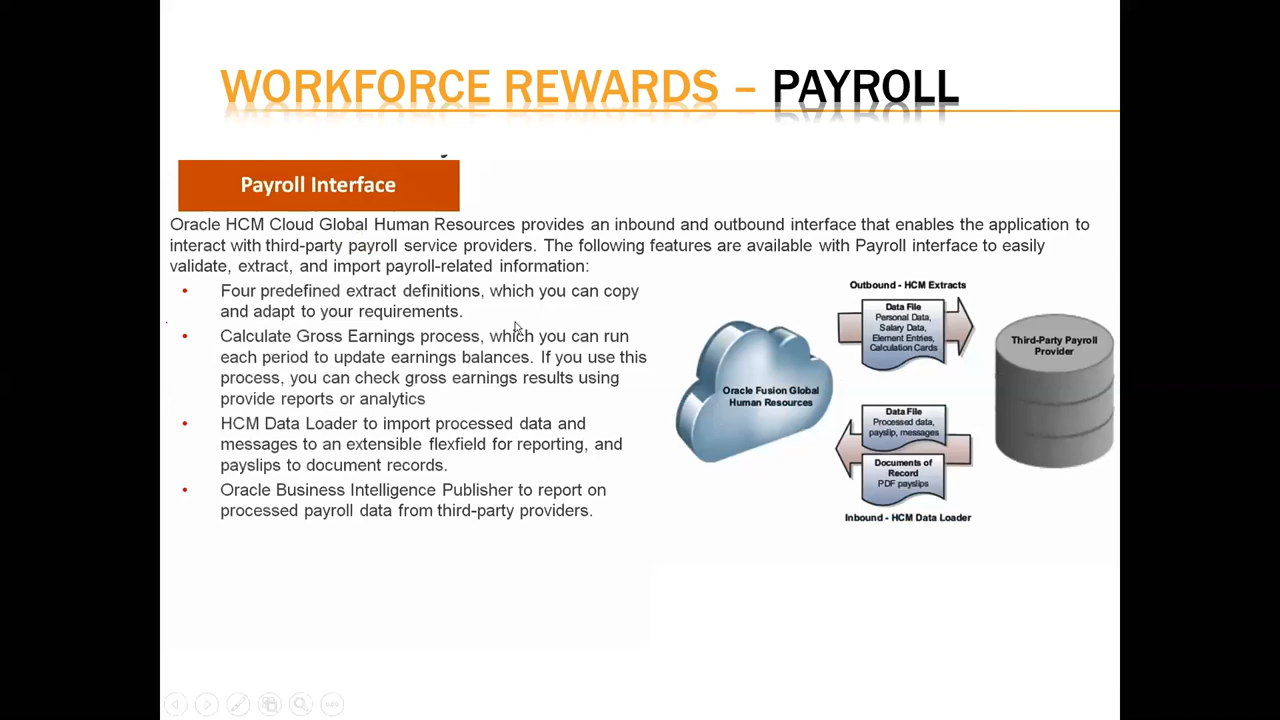 WORKFORCE REWARDS – PAYROLL
Payroll Interface
Oracle HCM Cloud Global Human Resources provides an inbound and outbound interface that enables the application to
interact with third-party payroll service providers. The following features are available with Payroll interface to easily
validate, extract, and import payroll-related information:
• Four predefined extract definitions, which you can copy
and adapt to your requirements.
• Calculate Gross Earnings process, which you can run
each period to update earnings balances. If you use this
process, you can check gross earnings results using
provide reports or analytics
• HCM Data Loader to import processed data and
messages to an extensible flexfield for reporting, and
payslips to document records.
• Oracle Business Intelligence Publisher to report on
processed payroll data from third-party providers.
Oracle Fusion Global
Human Resources
Outbound - HCM Extracts
Data File
Personal Data,
Salary Data,
Element Entries,
Calculation Cards
Third-Party Payroll
Provider
Data File
Processed data,
payslip, messages
Documents of
Record
PDF payslips
Inbound - HCM Data Loader